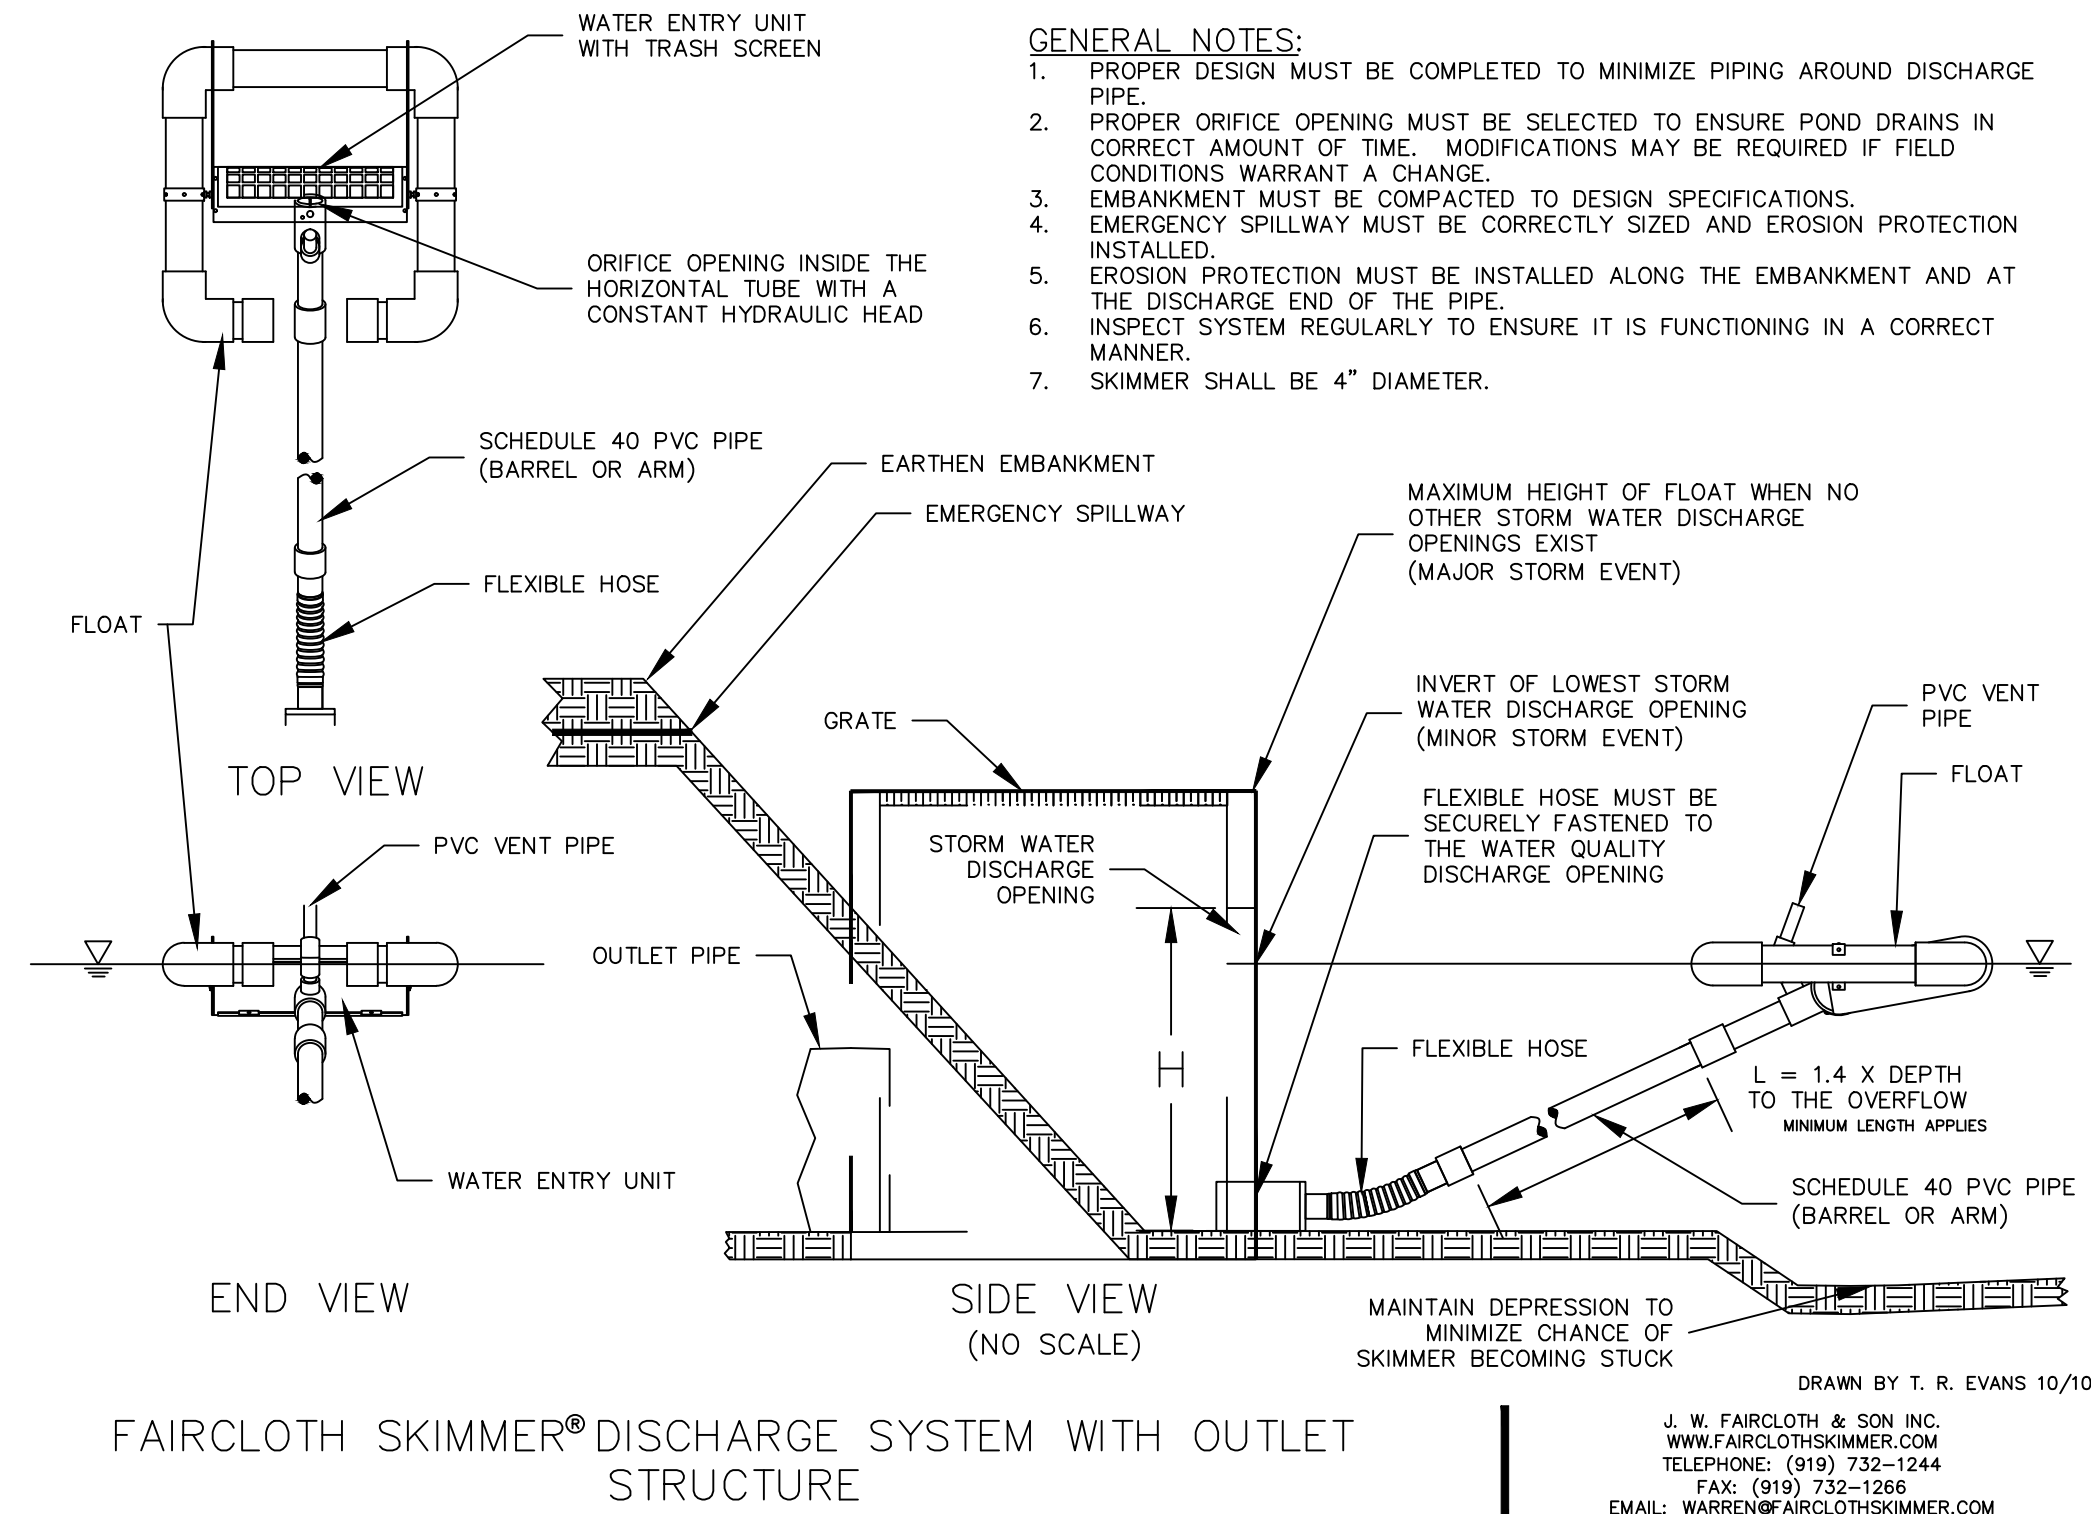 WATER ENTRY UNIT
WITH TRASH SCREEN
ORIFICE OPENING INSIDE THE
HORIZONTAL TUBE WITH A
CONSTANT HYDRAULIC HEAD
SCHEDULE 40 PVC PIPE
(BARREL OR ARM)
FLEXIBLE HOSE
FLOAT
TOP VIEW
GENERAL NOTES:
1. PROPER DESIGN MUST BE COMPLETED TO MINIMIZE PIPING AROUND DISCHARGE
PIPE.
2. PROPER ORIFICE OPENING MUST BE SELECTED TO ENSURE POND DRAINS IN
CORRECT AMOUNT OF TIME. MODIFICATIONS MAY BE REQUIRED IF FIELD
CONDITIONS WARRANT A CHANGE.
3. EMBANKMENT MUST BE COMPACTED TO DESIGN SPECIFICATIONS.
4. EMERGENCY SPILLWAY MUST BE CORRECTLY SIZED AND EROSION PROTECTION
INSTALLED.
5. EROSION PROTECTION MUST BE INSTALLED ALONG THE EMBANKMENT AND AT
THE DISCHARGE END OF THE PIPE.
6. INSPECT SYSTEM REGULARLY TO ENSURE IT IS FUNCTIONING IN A CORRECT
MANNER.
7. SKIMMER SHALL BE 4” DIAMETER.
PVC VENT PIPE
WATER ENTRY UNIT
END VIEW
EARTHEN EMBANKMENT
EMERGENCY SPILLWAY
MAXIMUM HEIGHT OF FLOAT WHEN NO
OTHER STORM WATER DISCHARGE
OPENINGS EXIST
(MAJOR STORM EVENT)
GRATE
INVERT OF LOWEST STORM
WATER DISCHARGE OPENING
(MINOR STORM EVENT)
PVC VENT
PIPE
FLOAT
FLEXIBLE HOSE MUST BE
SECURELY FASTENED TO
THE WATER QUALITY
DISCHARGE OPENING
STORM WATER
DISCHARGE
OPENING
OUTLET PIPE
H
FLEXIBLE HOSE
L = 1.4 X DEPTH
TO THE OVERFLOW
MINIMUM LENGTH APPLIES
SCHEDULE 40 PVC PIPE
(BARREL OR ARM)
SIDE VIEW
(NO SCALE)
MAINTAIN DEPRESSION TO
MINIMIZE CHANCE OF
SKIMMER BECOMING STUCK
DRAWN BY T. R. EVANS 10/10
FAIRCLOTH SKIMMER® DISCHARGE SYSTEM WITH OUTLET
STRUCTURE
J. W. FAIRCLOTH & SON INC.
WWW.FAIRCLOTHSKIMMER.COM
TELEPHONE: (919) 732–1244
FAX: (919) 732–1266
EMAIL: WARREN@FAIRCLOTHSKIMMER.COM